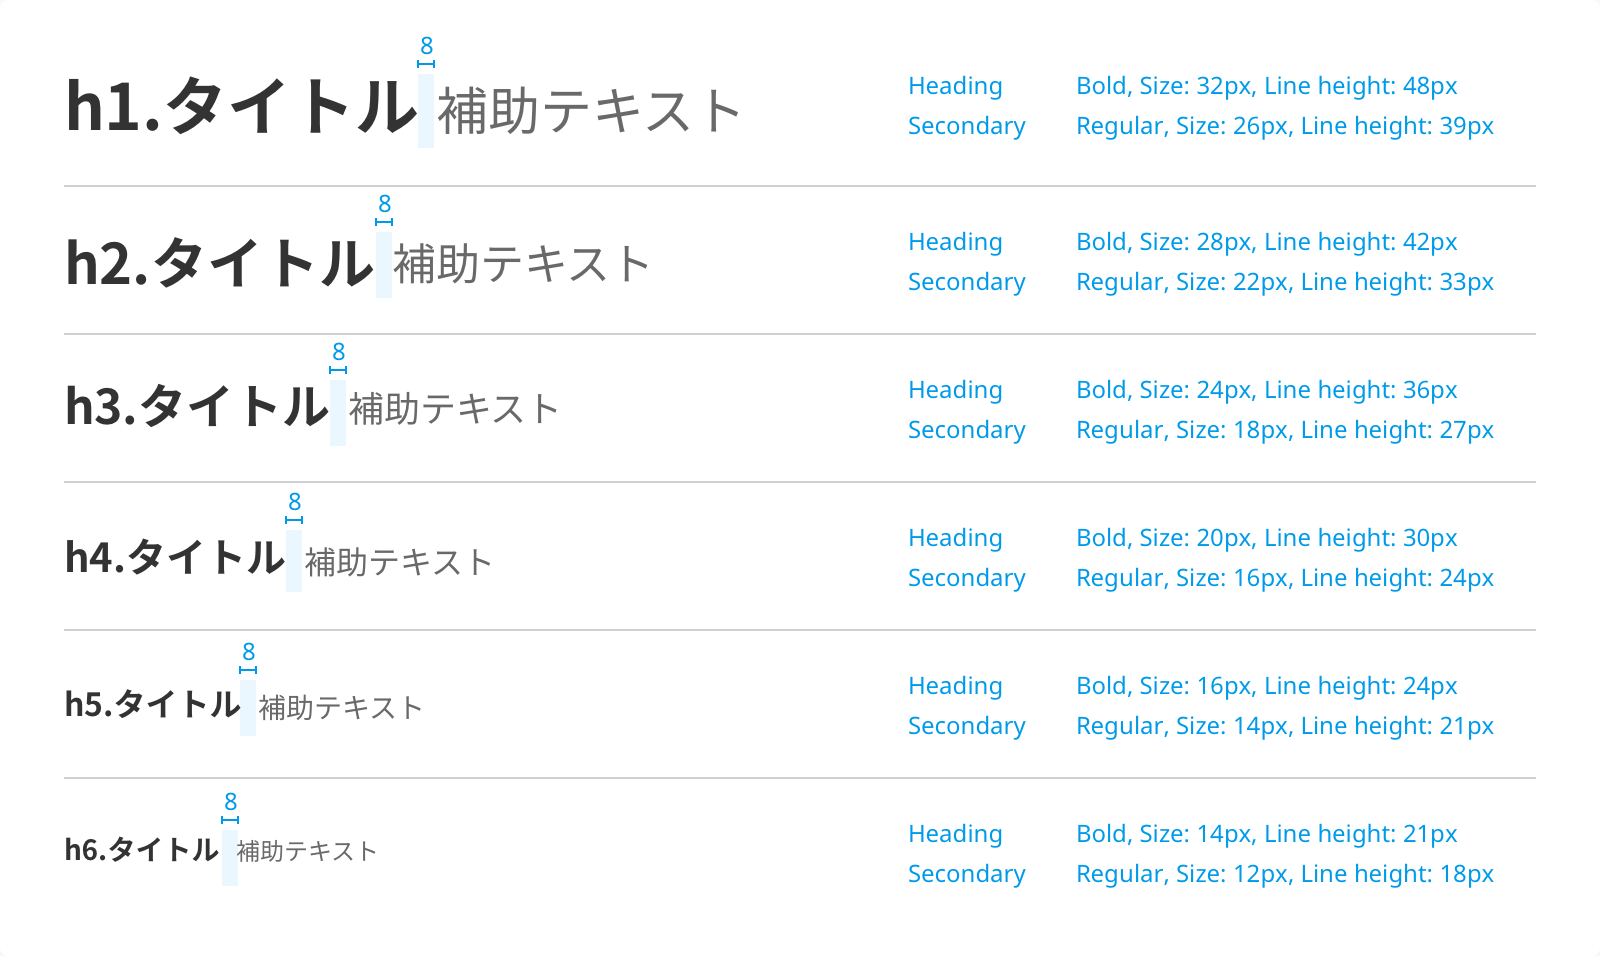 8
h1.タイトル 補助テキスト
Heading Bold, Size: 32px, Line height: 48px
Secondary Regular, Size: 26px, Line height: 39px
8
h2.タイトル 補助テキスト
Heading Bold, Size: 28px, Line height: 42px
Secondary Regular, Size: 22px, Line height: 33px
8
h3.タイトル 補助テキスト
Heading Bold, Size: 24px, Line height: 36px
Secondary Regular, Size: 18px, Line height: 27px
8
h4.タイトル 補助テキスト
Heading Bold, Size: 20px, Line height: 30px
Secondary Regular, Size: 16px, Line height: 24px
8
h5.タイトル 補助テキスト
Heading Bold, Size: 16px, Line height: 24px
Secondary Regular, Size: 14px, Line height: 21px
8
h6.タイトル 補助テキスト
Heading Bold, Size: 14px, Line height: 21px
Secondary Regular, Size: 12px, Line height: 18px